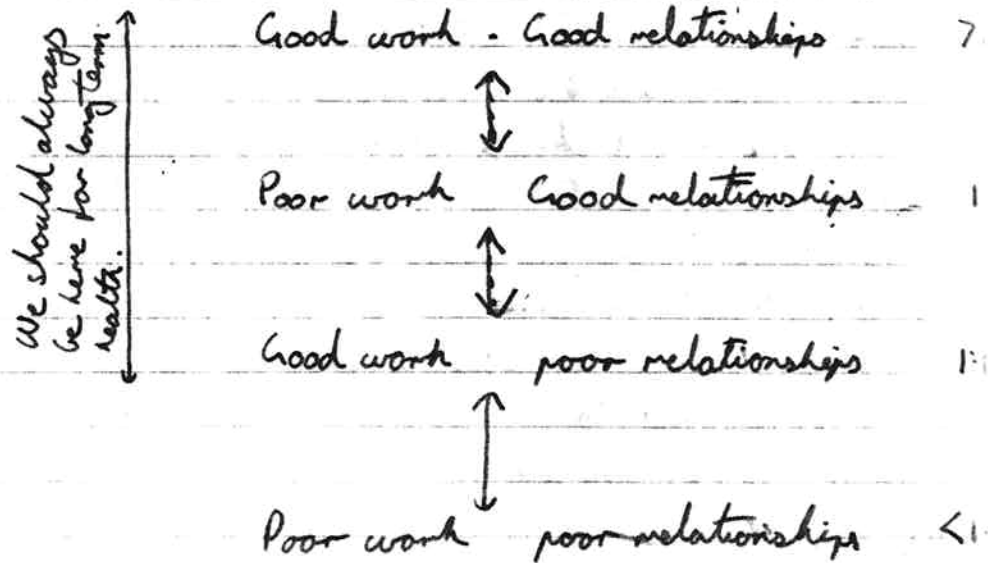 Good work - Good relationships 7
Poor work Good relationships 1
Good work poor relationships 1
Poor work poor relationships <1
We should always
be here for long term
health.